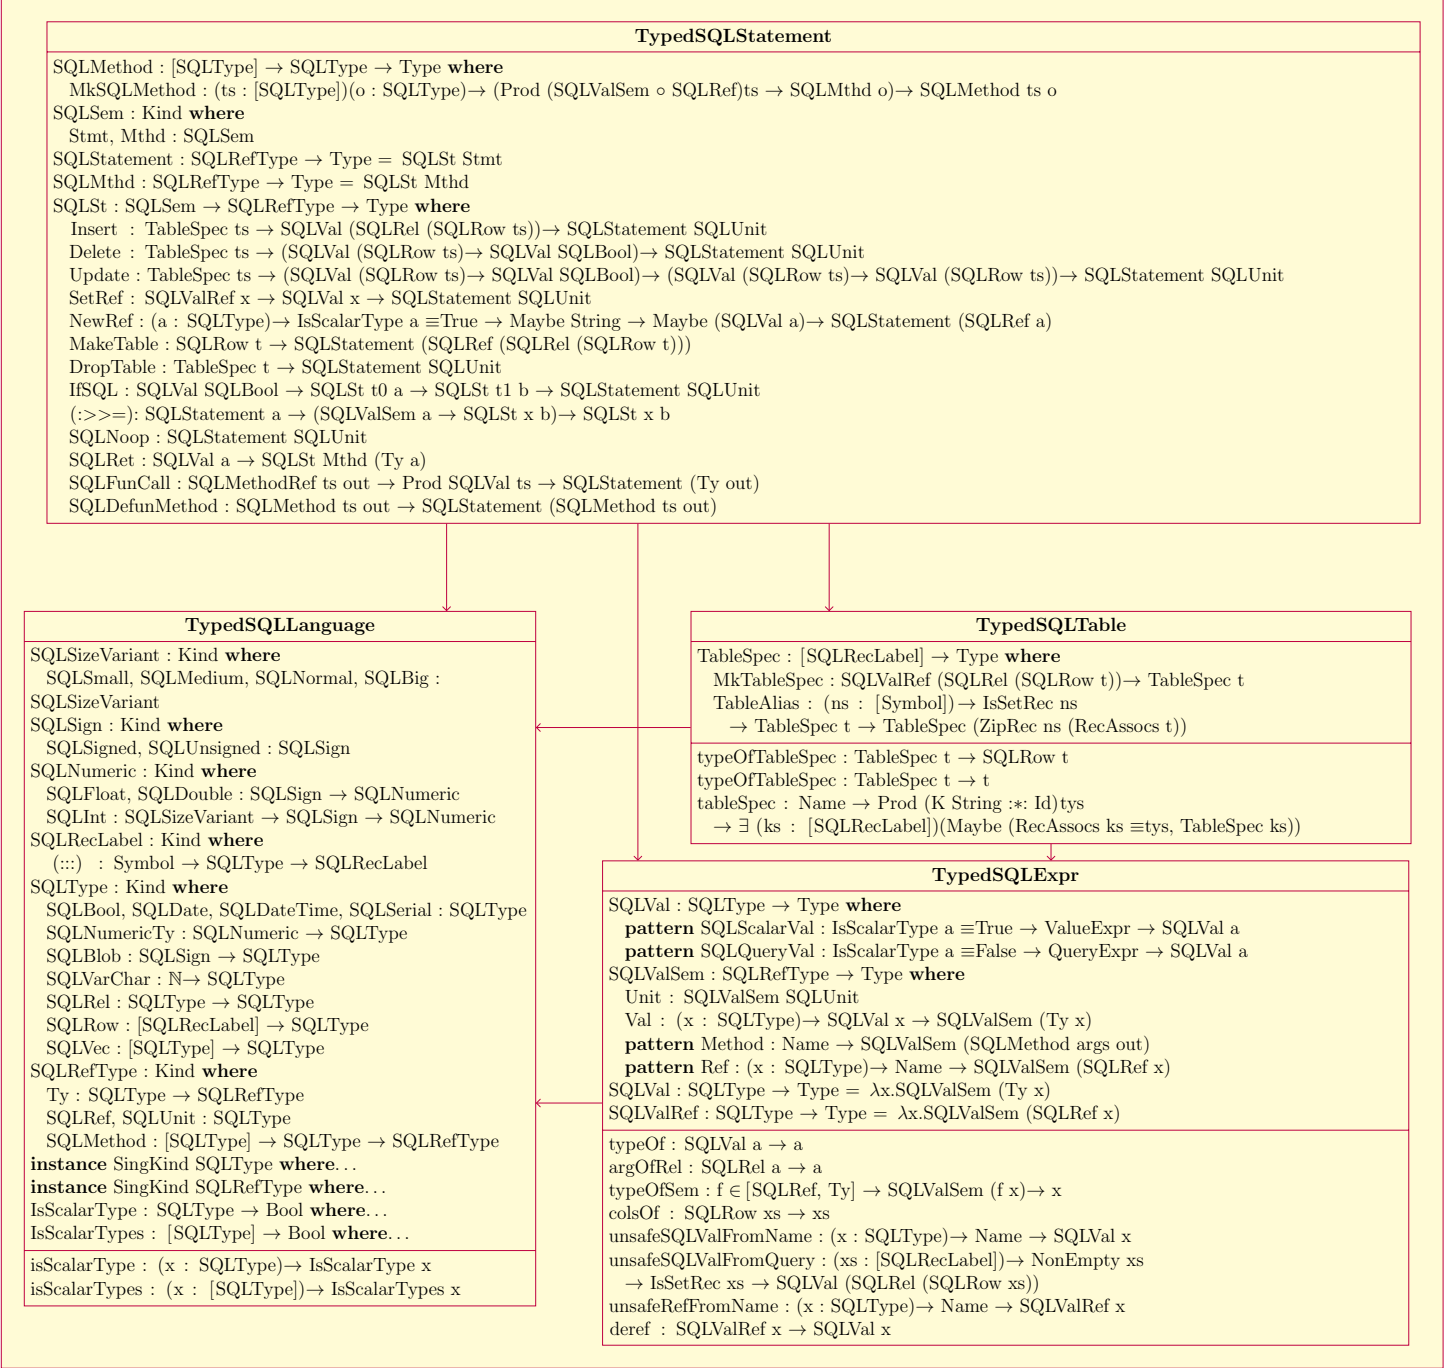 TypedSQLStatement
SQLMethod : [SQLType] → SQLType → Type where
MkSQLMethod : (ts : [SQLType])(o : SQLType)→ (Prod (SQLValSem ∘ SQLRef)ts → SQLMthd o)→ SQLMethod ts o
SQLSem : Kind where
Stmt, Mthd : SQLSem
SQLStatement : SQLRefType → Type = SQLSt Stmt
SQLMthd : SQLRefType → Type = SQLSt Mthd
SQLSt : SQLSem → SQLRefType → Type where
Insert : TableSpec ts → SQLVal (SQLRel (SQLRow ts))→ SQLStatement SQLUnit
Delete : TableSpec ts → (SQLVal (SQLRow ts)→ SQLVal SQLBool)→ SQLStatement SQLUnit
Update : TableSpec ts → (SQLVal (SQLRow ts)→ SQLVal SQLBool)→ (SQLVal (SQLRow ts)→ SQLVal (SQLRow ts))→ SQLStatement SQLUnit
SetRef : SQLValRef x → SQLVal x → SQLStatement SQLUnit
NewRef : (a : SQLType)→ IsScalarType a ≡True → Maybe String → Maybe (SQLVal a)→ SQLStatement (SQLRef a)
MakeTable : SQLRow t → SQLStatement (SQLRef (SQLRel (SQLRow t)))
DropTable : TableSpec t → SQLStatement SQLUnit
IfSQL : SQLVal SQLBool → SQLSt t0 a → SQLSt t1 b → SQLStatement SQLUnit
(:>>=): SQLStatement a → (SQLValSem a → SQLSt x b)→ SQLSt x b
SQLNoop : SQLStatement SQLUnit
SQLRet : SQLVal a → SQLSt Mthd (Ty a)
SQLFunCall : SQLMethodRef ts out → Prod SQLVal ts → SQLStatement (Ty out)
SQLDefunMethod : SQLMethod ts out → SQLStatement (SQLMethod ts out)
TypedSQLLanguage
SQLSizeVariant : Kind where
SQLSmall, SQLMedium, SQLNormal, SQLBig :
SQLSizeVariant
SQLSign : Kind where
SQLSigned, SQLUnsigned : SQLSign
SQLNumeric : Kind where
SQLFloat, SQLDouble : SQLSign → SQLNumeric
SQLInt : SQLSizeVariant → SQLSign → SQLNumeric
SQLRecLabel : Kind where
(:::) : Symbol → SQLType → SQLRecLabel
SQLType : Kind where
SQLBool, SQLDate, SQLDateTime, SQLSerial : SQLType
SQLNumericTy : SQLNumeric → SQLType
SQLBlob : SQLSign → SQLType
SQLVarChar : ℕ→ SQLType
SQLRel : SQLType → SQLType
SQLRow : [SQLRecLabel] → SQLType
SQLVec : [SQLType] → SQLType
SQLRefType : Kind where
Ty : SQLType → SQLRefType
SQLRef, SQLUnit : SQLType
SQLMethod : [SQLType] → SQLType → SQLRefType
instance SingKind SQLType where...
instance SingKind SQLRefType where...
IsScalarType : SQLType → Bool where...
IsScalarTypes : [SQLType] → Bool where...
isScalarType : (x : SQLType)→ IsScalarType x
isScalarTypes : (x : [SQLType])→ IsScalarTypes x
TypedSQLTable
TableSpec : [SQLRecLabel] → Type where
MkTableSpec : SQLValRef (SQLRel (SQLRow t))→ TableSpec t
TableAlias : (ns : [Symbol])→ IsSetRec ns
→ TableSpec t → TableSpec (ZipRec ns (RecAssocs t))
typeOfTableSpec : TableSpec t → SQLRow t
typeOfTableSpec : TableSpec t → t
tableSpec : Name → Prod (K String :∗: Id)tys
→ ∃ (ks : [SQLRecLabel])(Maybe (RecAssocs ks ≡tys, TableSpec ks))
TypedSQLExpr
SQLVal : SQLType → Type where
pattern SQLScalarVal : IsScalarType a ≡True → ValueExpr → SQLVal a
pattern SQLQueryVal : IsScalarType a ≡False → QueryExpr → SQLVal a
SQLValSem : SQLRefType → Type where
Unit : SQLValSem SQLUnit
Val : (x : SQLType)→ SQLVal x → SQLValSem (Ty x)
pattern Method : Name → SQLValSem (SQLMethod args out)
pattern Ref : (x : SQLType)→ Name → SQLValSem (SQLRef x)
SQLVal : SQLType → Type = λx.SQLValSem (Ty x)
SQLValRef : SQLType → Type = λx.SQLValSem (SQLRef x)
typeOf : SQLVal a → a
argOfRel : SQLRel a → a
typeOfSem : f ∈ [SQLRef, Ty] → SQLValSem (f x)→ x
colsOf : SQLRow xs → xs
unsafeSQLValFromName : (x : SQLType)→ Name → SQLVal x
unsafeSQLValFromQuery : (xs : [SQLRecLabel])→ NonEmpty xs
→ IsSetRec xs → SQLVal (SQLRel (SQLRow xs))
unsafeRefFromName : (x : SQLType)→ Name → SQLValRef x
deref : SQLValRef x → SQLVal x